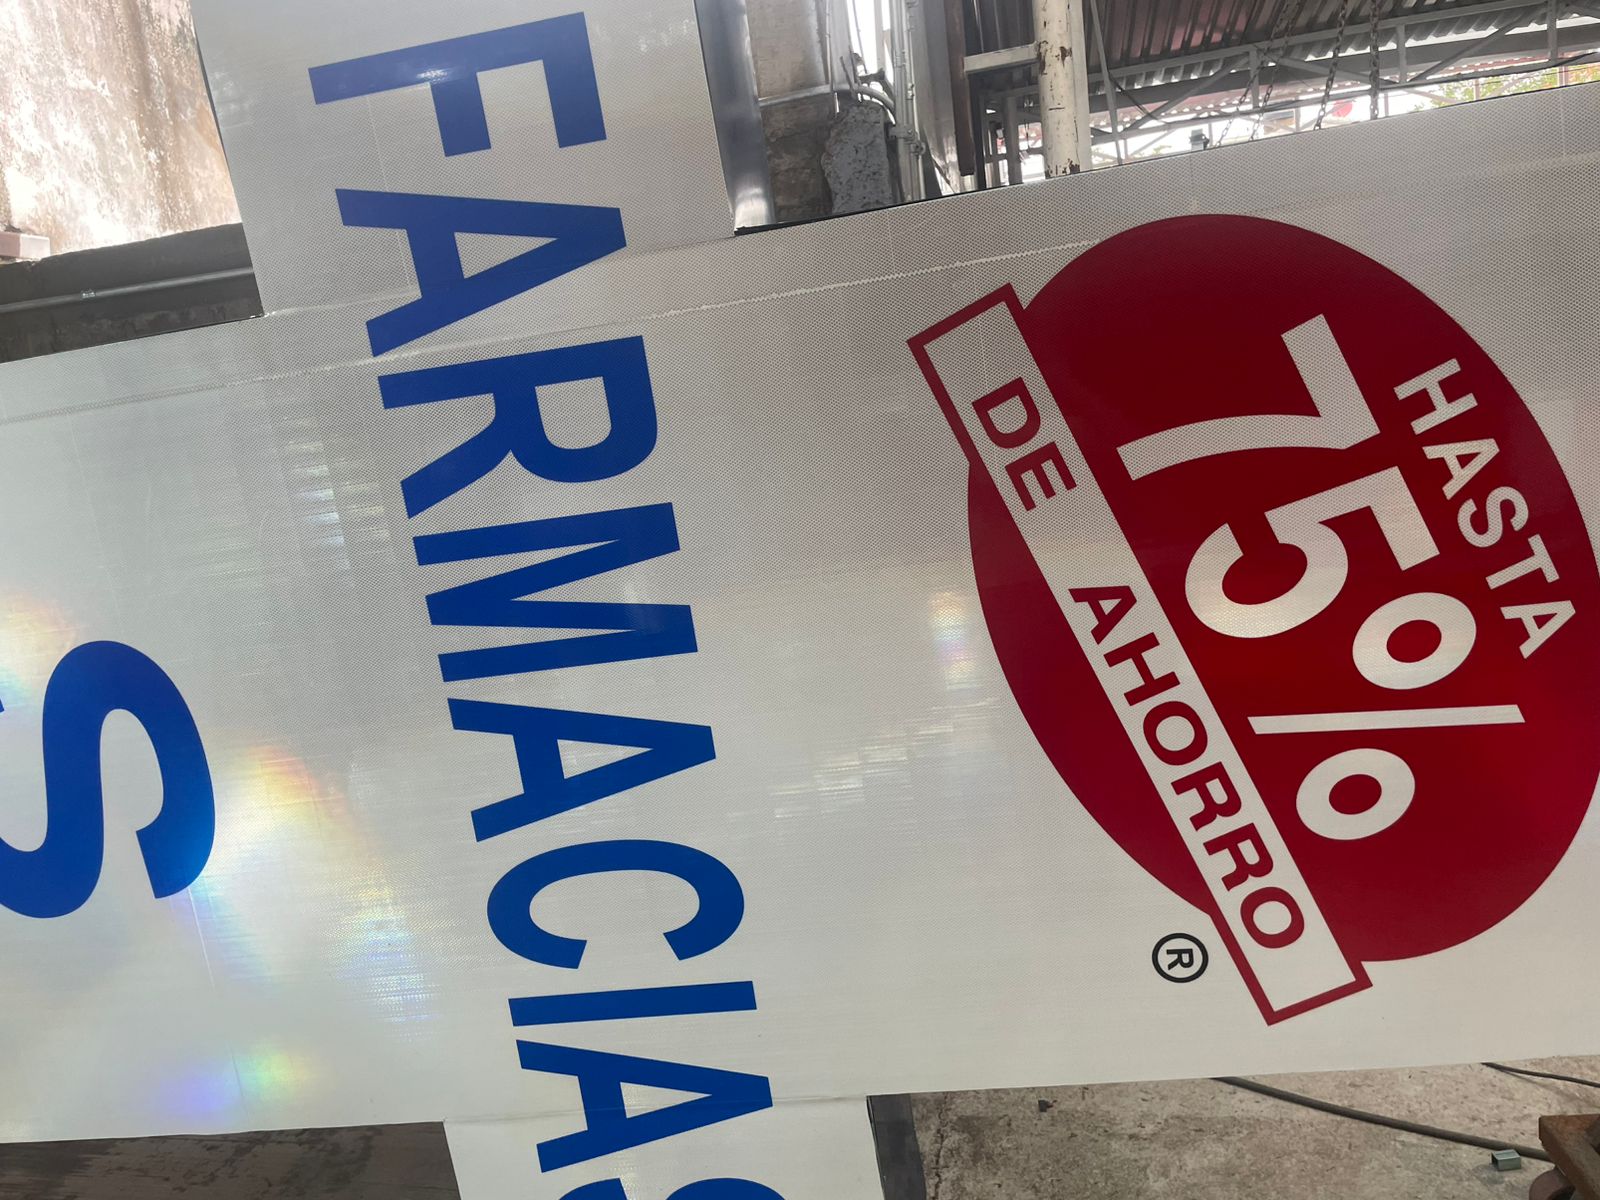 HASTA
75%
DE AHORRO
®
FARMACIAS
S